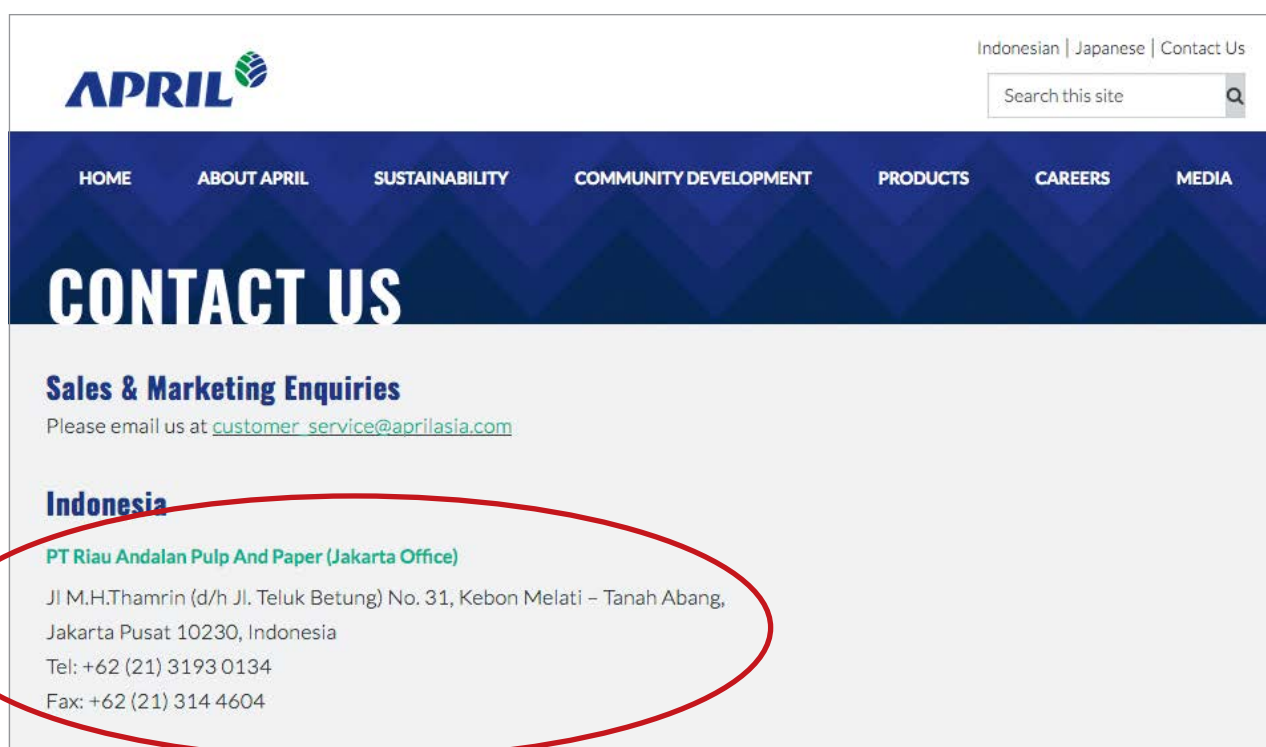 APRIL
Indonesian | Japanese | Contact Us
Search this site
HOME ABOUT APRIL SUSTAINABILITY COMMUNITY DEVELOPMENT PRODUCTS CAREERS MEDIA
CONTACT US
Sales & Marketing Enquiries
Please email us at customer_service@aprilasia.com
Indonesia
PT Riau Andalan Pulp And Paper (Jakarta Office)
Jl M.H.Thamrin (d/h Jl. Teluk Betung) No. 31, Kebon Melati – Tanah Abang,
Jakarta Pusat 10230, Indonesia
Tel: +62 (21) 3193 0134
Fax: +62 (21) 314 4604